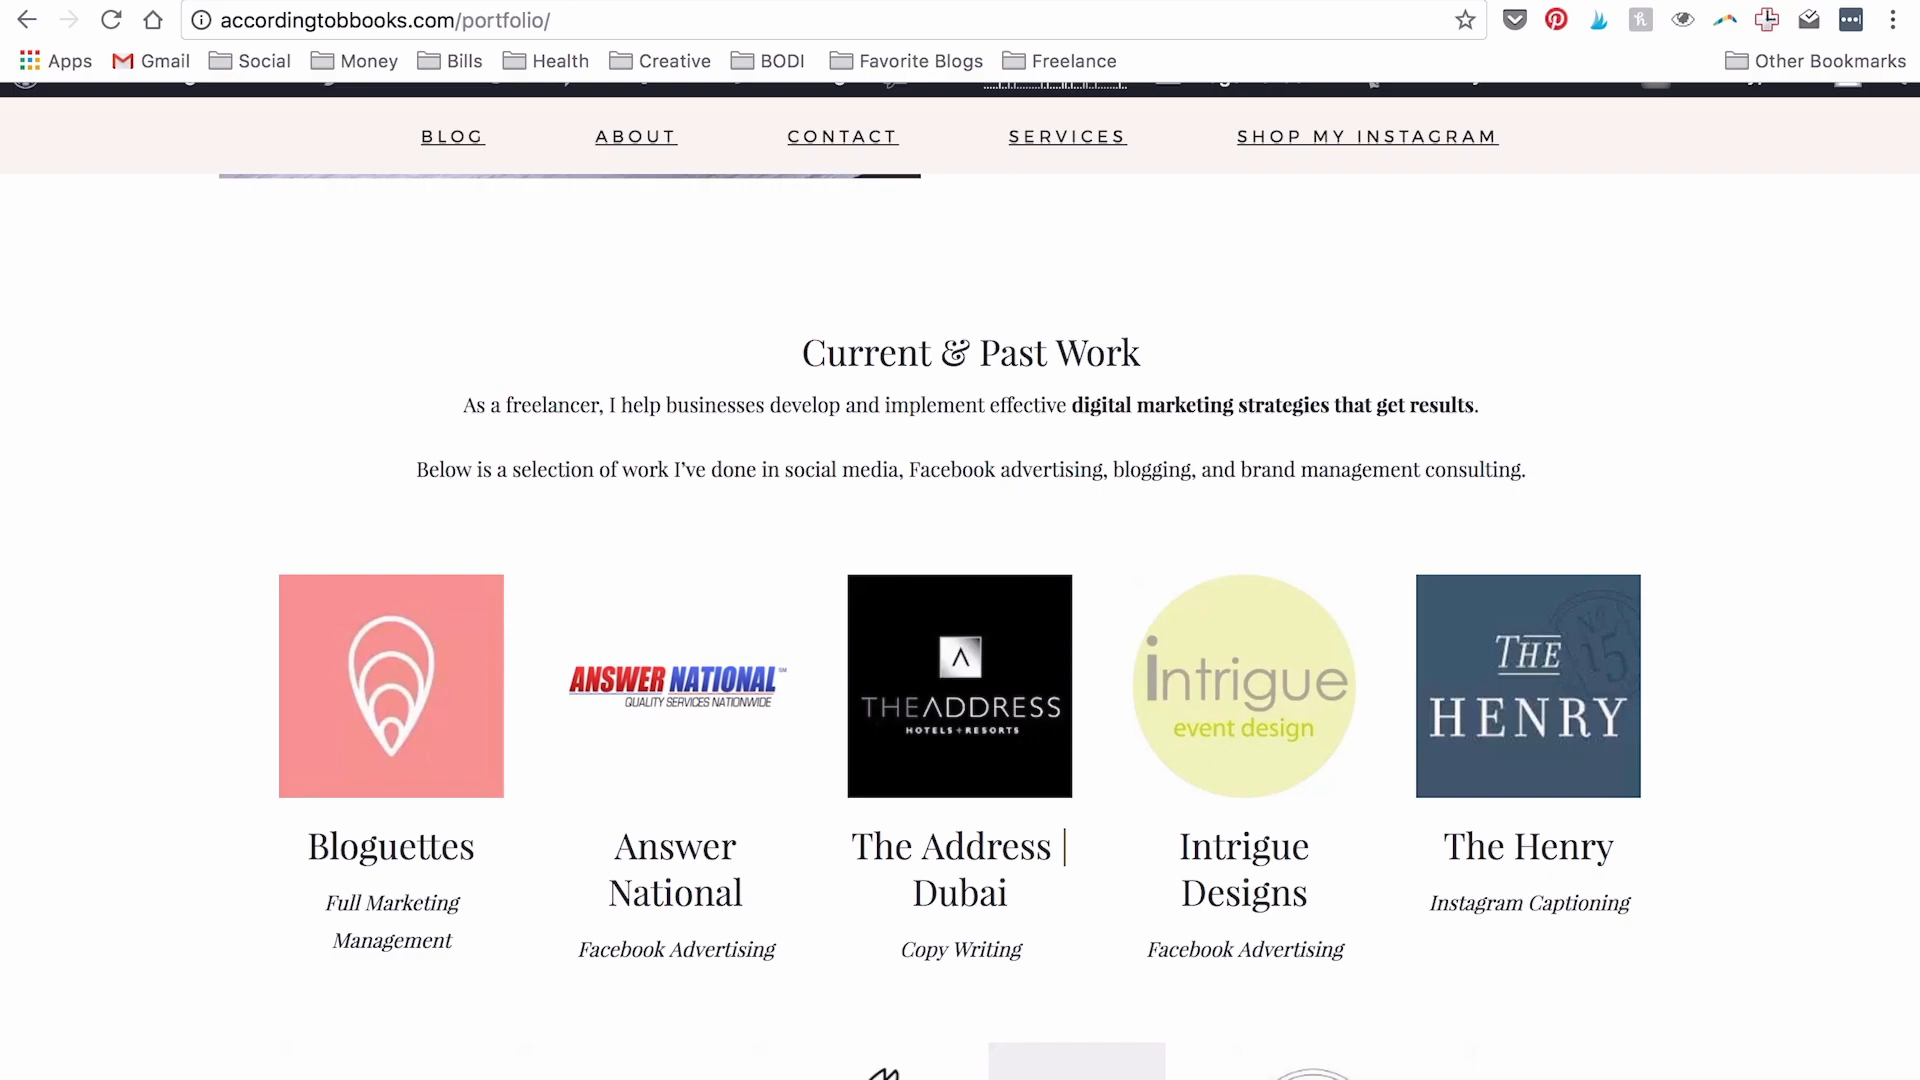 accordingtobbooks.com/portfolio/
Apps Gmail Social Money Bills Health Creative BODI Favorite Blogs Freelance Other Bookmarks
BLOG ABOUT CONTACT SERVICES SHOP MY INSTAGRAM
Current & Past Work
As a freelancer, I help businesses develop and implement effective digital marketing strategies that get results.
Below is a selection of work I’ve done in social media, Facebook advertising, blogging, and brand management consulting.
ANSWER NATIONAL SM
QUALITY SERVICES NATIONWIDE
THE ADDRESS
HOTELS + RESORTS
intrigue
event design
THE
HENRY
Bloguettes
Full Marketing
Management
Answer
National
Facebook Advertising
The Address |
Dubai
Copy Writing
Intrigue
Designs
Facebook Advertising
The Henry
Instagram Captioning